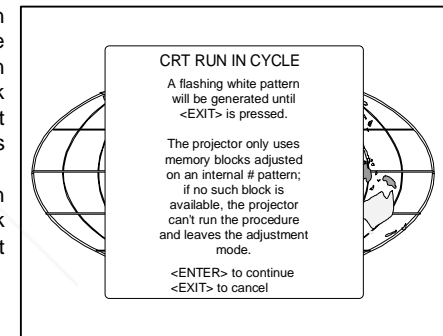 CRT RUN IN CYCLE
A flashing white pattern
will be generated until
<EXIT> is pressed.
The projector only uses
memory blocks adjusted
on an internal # pattern;
if no such block is
available, the projector
can't run the procedure
and leaves the adjustment
mode.
<ENTER> to continue
<EXIT> to cancel